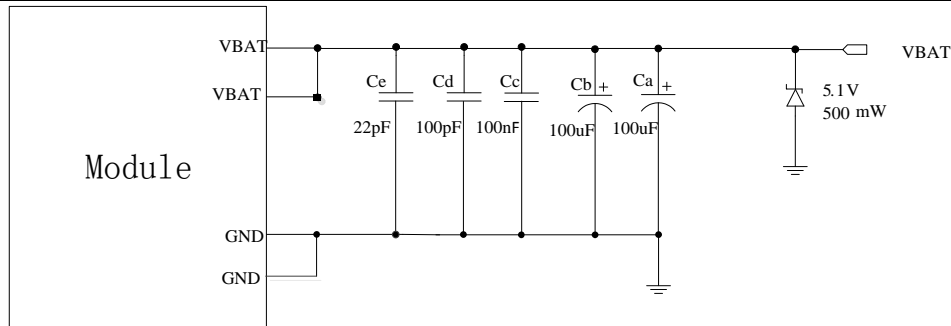 VBAT
VBAT
VBAT
Ce
Cd
Cc
Cb +
Ca +
22pF
100pF
100nF
100uF
100uF
5.1V
500 mW
Module
GND
GND